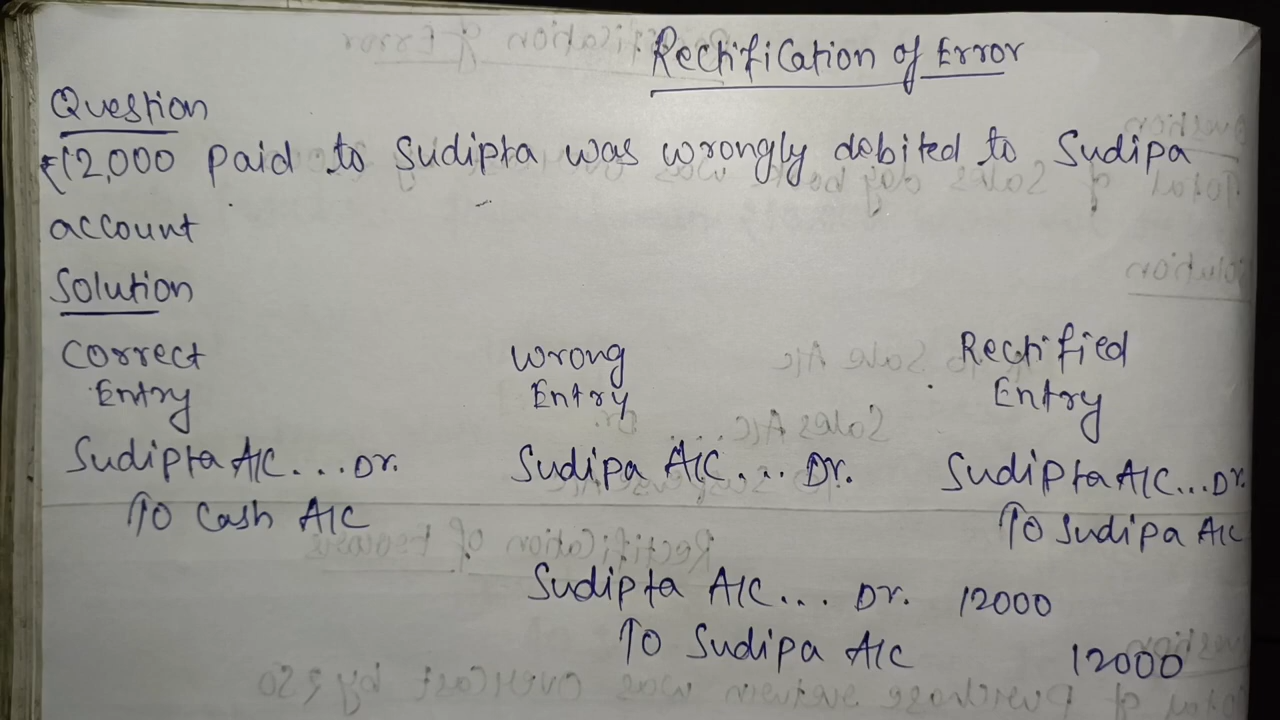 Rectification of Error
Question
₹12,000 paid to Sudipta was wrongly debited to Sudipa
account
Solution
Correct Entry
Wrong Entry
Rectified Entry
Sudipta A/C ... Dr.
To Cash A/C
Sudipa A/C ... Dr.
Sudipta A/C ... Dr.
To Sudipa A/C
Sudipta A/C ... Dr. 12000
To Sudipa A/C 12000